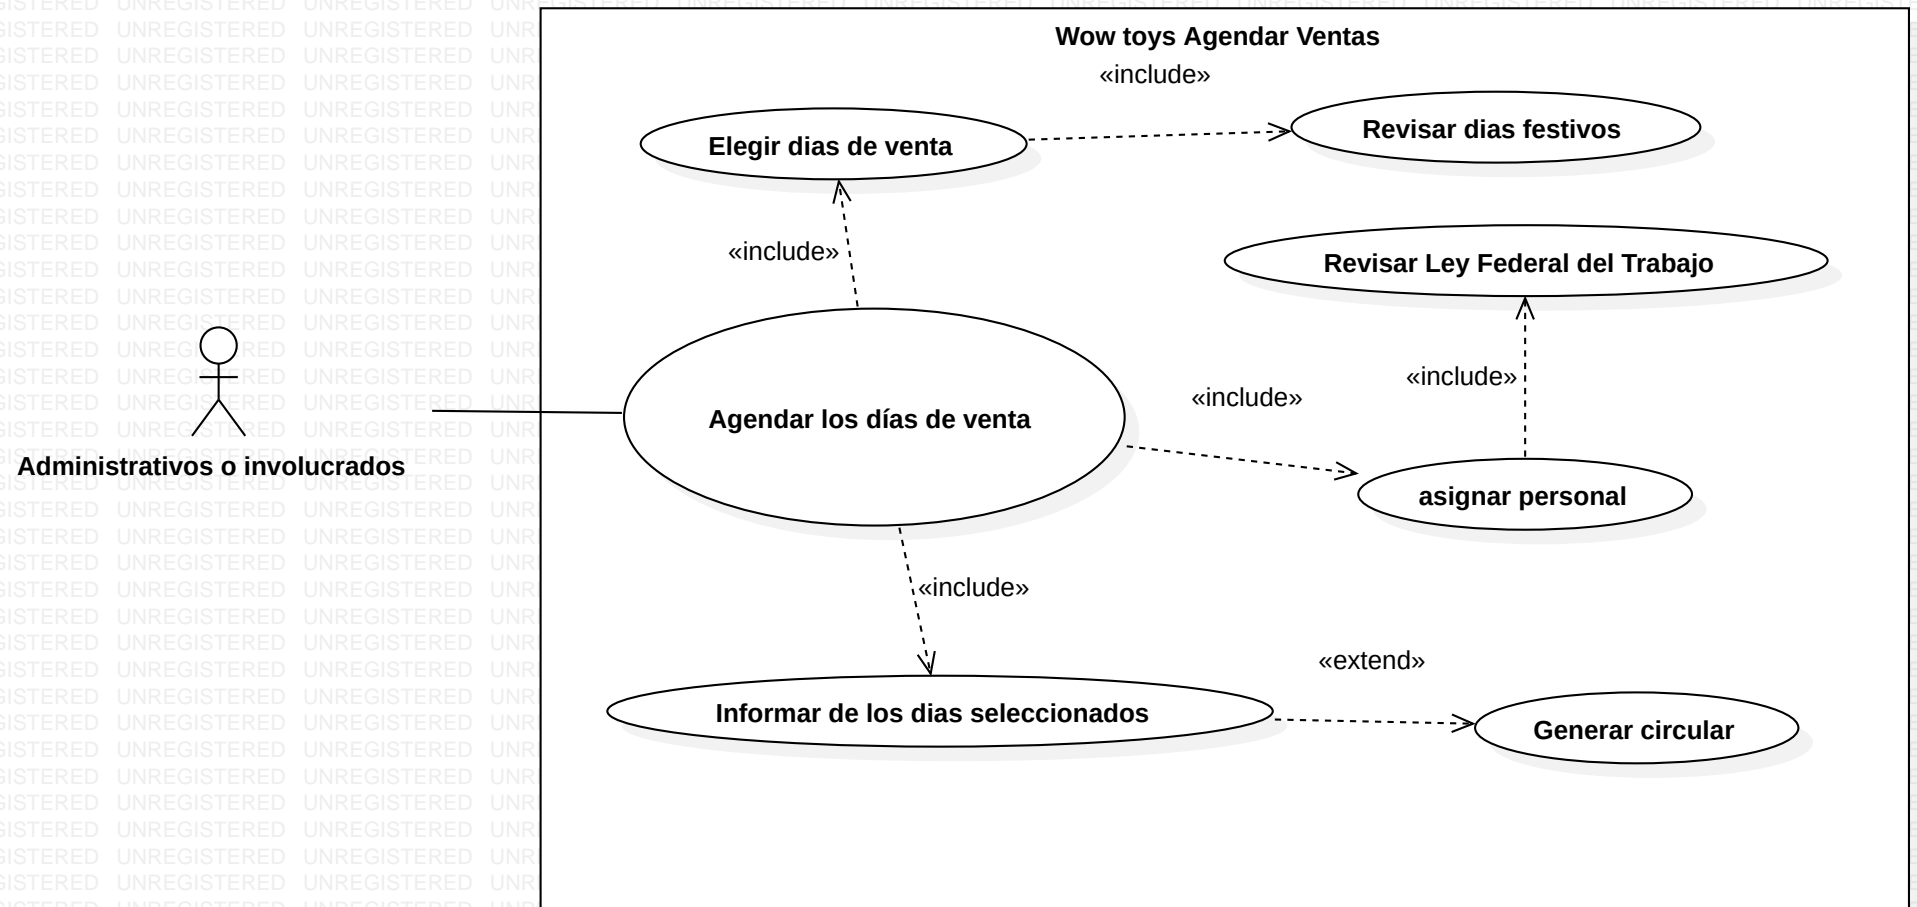 Wow toys Agendar Ventas
«include»
Elegir dias de venta
Revisar dias festivos
«include»
Revisar Ley Federal del Trabajo
Agendar los días de venta
«include»
«include»
Administrativos o involucrados
asignar personal
«include»
«extend»
Informar de los dias seleccionados
Generar circular
UNREGISTERED